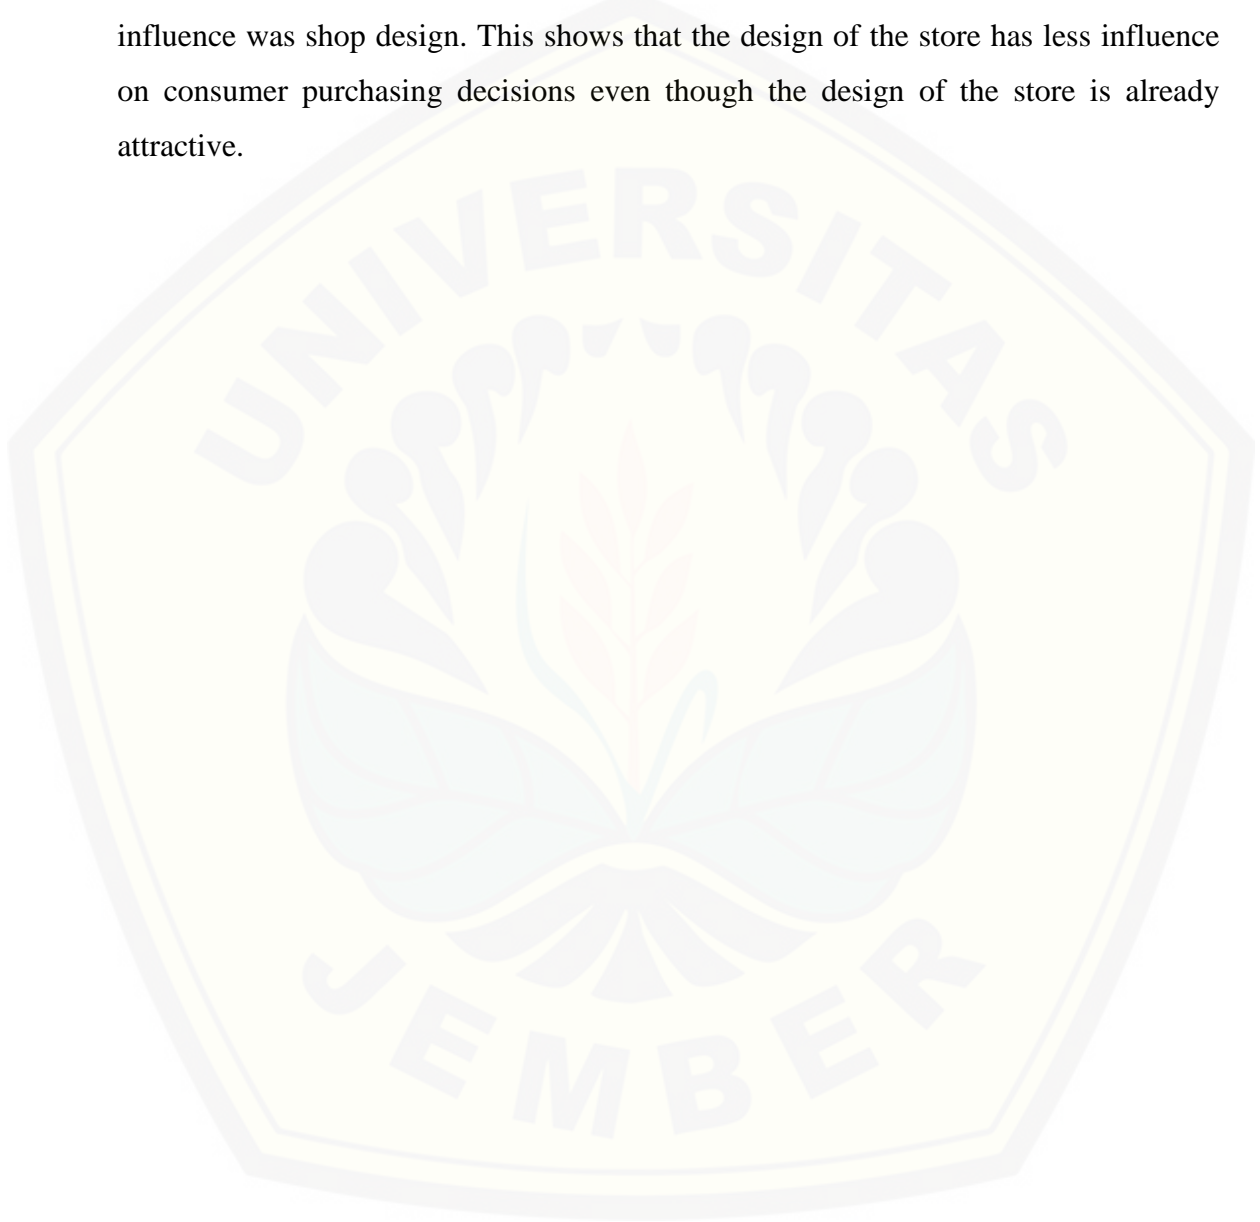 influence was shop design. This shows that the design of the store has less influence
on consumer purchasing decisions even though the design of the store is already
attractive.
UNIVERSITAS
JEMBER